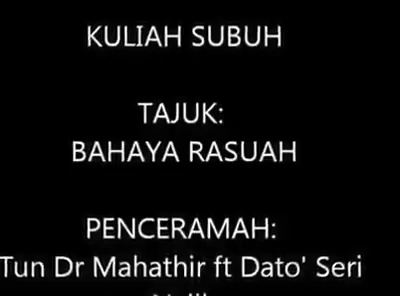 KULIAH SUBUH
TAJUK:
BAHAYA RASUAH
PENCERAMAH:
Tun Dr Mahathir ft Dato' Seri